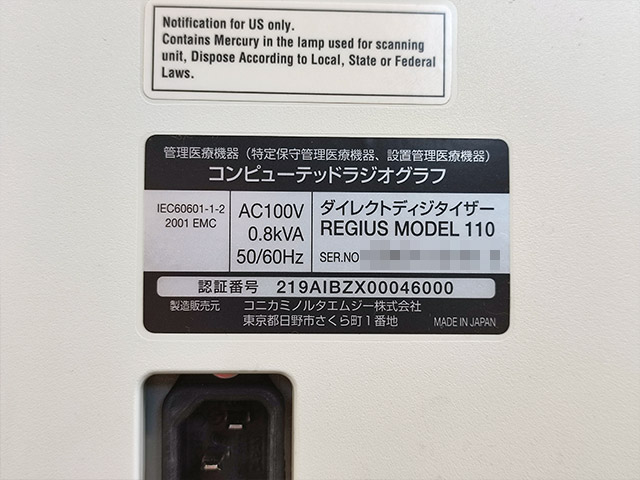 Notification for US only.
Contains Mercury in the lamp used for scanning
unit, Dispose According to Local, State or Federal
Laws.
管理医療機器（特定保守管理医療機器、設置管理医療機器）
コンピューテッドラジオグラフ
IEC60601-1-2
2001 EMC
AC100V
0.8kVA
50/60Hz
ダイレクトディジタイザー
REGIUS MODEL 110
SER.NO
認証番号 219AIBZX00046000
製造販売元 コニカミノルタエムジー株式会社
東京都日野市さくら町1番地
MADE IN JAPAN